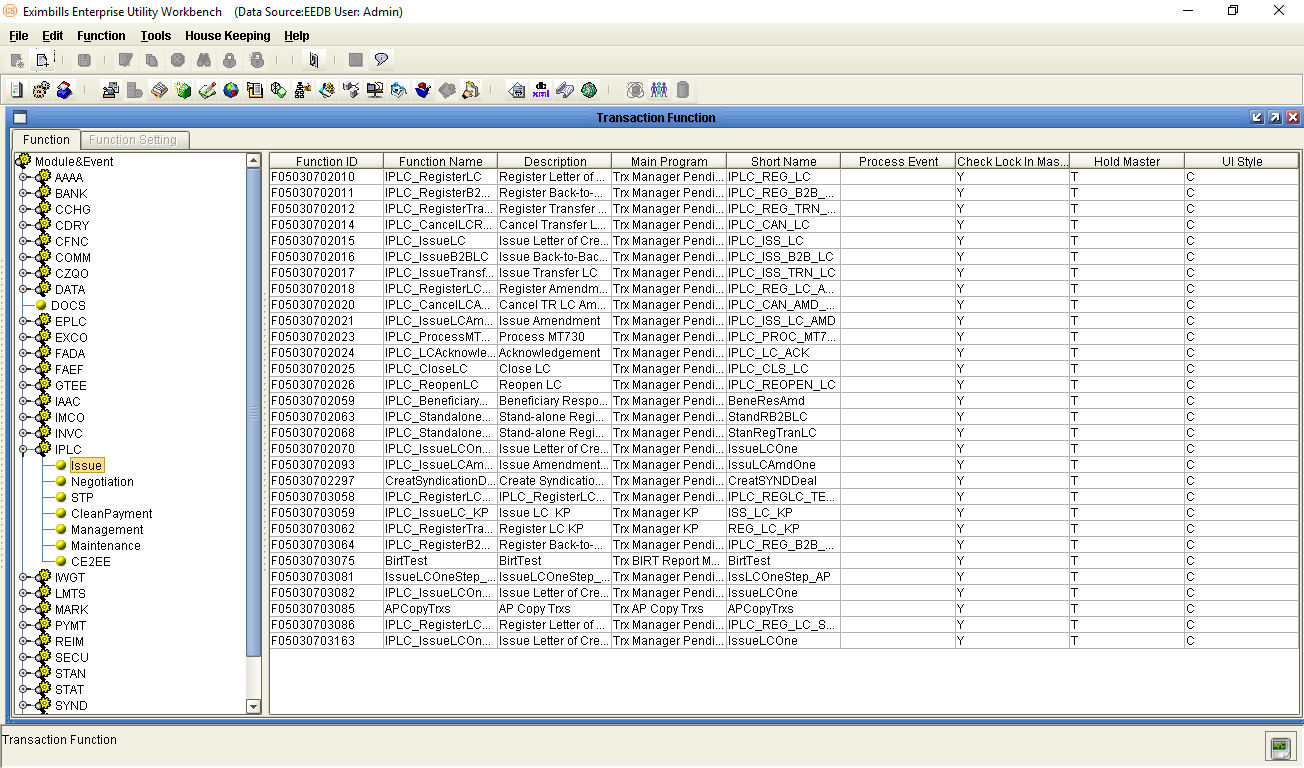 CS Eximbills Enterprise Utility Workbench (Data Source:EEDB User: Admin)
File Edit Function Tools House Keeping Help
Transaction Function
Function Function Setting
Module&Event
AAAA
BANK
CCHG
CDRY
CFNC
COMM
CZQO
DATA
DOCS
EPLC
EXCO
FADA
FAEF
GTEE
IAAC
IMCO
INVC
IPLC
Issue
Negotiation
STP
CleanPayment
Management
Maintenance
CE2EE
IWGT
LMTS
MARK
PYMT
REIM
SECU
STAN
STAT
SYND
Function ID Function Name Description Main Program Short Name Process Event Check Lock In Mas... Hold Master UI Style
F05030702010 IPLC_RegisterLC Register Letter of ... Trx Manager Pendi... IPLC_REG_LC Y T C
F05030702011 IPLC_RegisterB2... Register Back-to-... Trx Manager Pendi... IPLC_REG_B2B_... Y T C
F05030702012 IPLC_RegisterTra... Register Transfer ... Trx Manager Pendi... IPLC_REG_TRN_... Y T C
F05030702014 IPLC_CancelLCR... Cancel Transfer L... Trx Manager Pendi... IPLC_CAN_LC Y T C
F05030702015 IPLC_IssueLC Issue Letter of Cre... Trx Manager Pendi... IPLC_ISS_LC Y T C
F05030702016 IPLC_IssueB2BLC Issue Back-to-Bac... Trx Manager Pendi... IPLC_ISS_B2B_LC Y T C
F05030702017 IPLC_IssueTransf... Issue Transfer LC Trx Manager Pendi... IPLC_ISS_TRN_LC Y T C
F05030702018 IPLC_RegisterLC... Register Amendm... Trx Manager Pendi... IPLC_REG_LC_A... Y T C
F05030702020 IPLC_CancelLCA... Cancel TR LC Am... Trx Manager Pendi... IPLC_CAN_AMD_... Y T C
F05030702021 IPLC_IssueLCAm... Issue Amendment Trx Manager Pendi... IPLC_ISS_LC_AMD Y T C
F05030702023 IPLC_ProcessMT... Process MT730 Trx Manager Pendi... IPLC_PROC_MT7... Y T C
F05030702024 IPLC_LCAcknowle... Acknowledgement Trx Manager Pendi... IPLC_LC_ACK Y T C
F05030702025 IPLC_CloseLC Close LC Trx Manager Pendi... IPLC_CLS_LC Y T C
F05030702026 IPLC_ReopenLC Reopen LC Trx Manager Pendi... IPLC_REOPEN_LC Y T C
F05030702059 IPLC_Beneficiary... Beneficiary Respo... Trx Manager Pendi... BeneResAmd Y T C
F05030702063 IPLC_Standalone... Stand-alone Regi... Trx Manager Pendi... StandRB2BLC Y T C
F05030702068 IPLC_Standalone... Stand-alone Regi... Trx Manager Pendi... StanRegTranLC Y T C
F05030702070 IPLC_IssueLCOn... Issue Letter of Cre... Trx Manager Pendi... IssueLCOne Y T C
F05030702093 IPLC_IssueLCAm... Issue Amendment... Trx Manager Pendi... IssuLCAmdOne Y T C
F05030702297 CreatSyndicationD... Create Syndicatio... Trx Manager Pendi... CreatSYNDDeal Y T C
F05030703058 IPLC_RegisterLC... IPLC_RegisterLC... Trx Manager Pendi... IPLC_REGLC_TE... Y T C
F05030703059 IPLC_IssueLC_KP Issue LC KP Trx Manager KP ISS_LC_KP Y T C
F05030703062 IPLC_RegisterTra... Register LC KP Trx Manager KP REG_LC_KP Y T C
F05030703064 IPLC_RegisterB2... Register Back-to-... Trx Manager Pendi... IPLC_REG_B2B_... Y T C
F05030703075 BirtTest BirtTest Trx BIRT Report M... BirtTest Y T C
F05030703081 IssueLCOneStep_... IssueLCOneStep_... Trx Manager Pendi... IssLCOneStep_AP Y T C
F05030703082 IPLC_IssueLCOn... Issue Letter of Cre... Trx Manager Pendi... IssueLCOne Y T C
F05030703085 APCopyTrxs AP Copy Trxs Trx AP Copy Trxs APCopyTrxs Y T C
F05030703086 IPLC_RegisterLC... Register Letter of ... Trx Manager Pendi... IPLC_REG_LC_S... Y T C
F05030703163 IPLC_IssueLCOn... Issue Letter of Cre... Trx Manager Pendi... IssueLCOne Y T C
Transaction Function